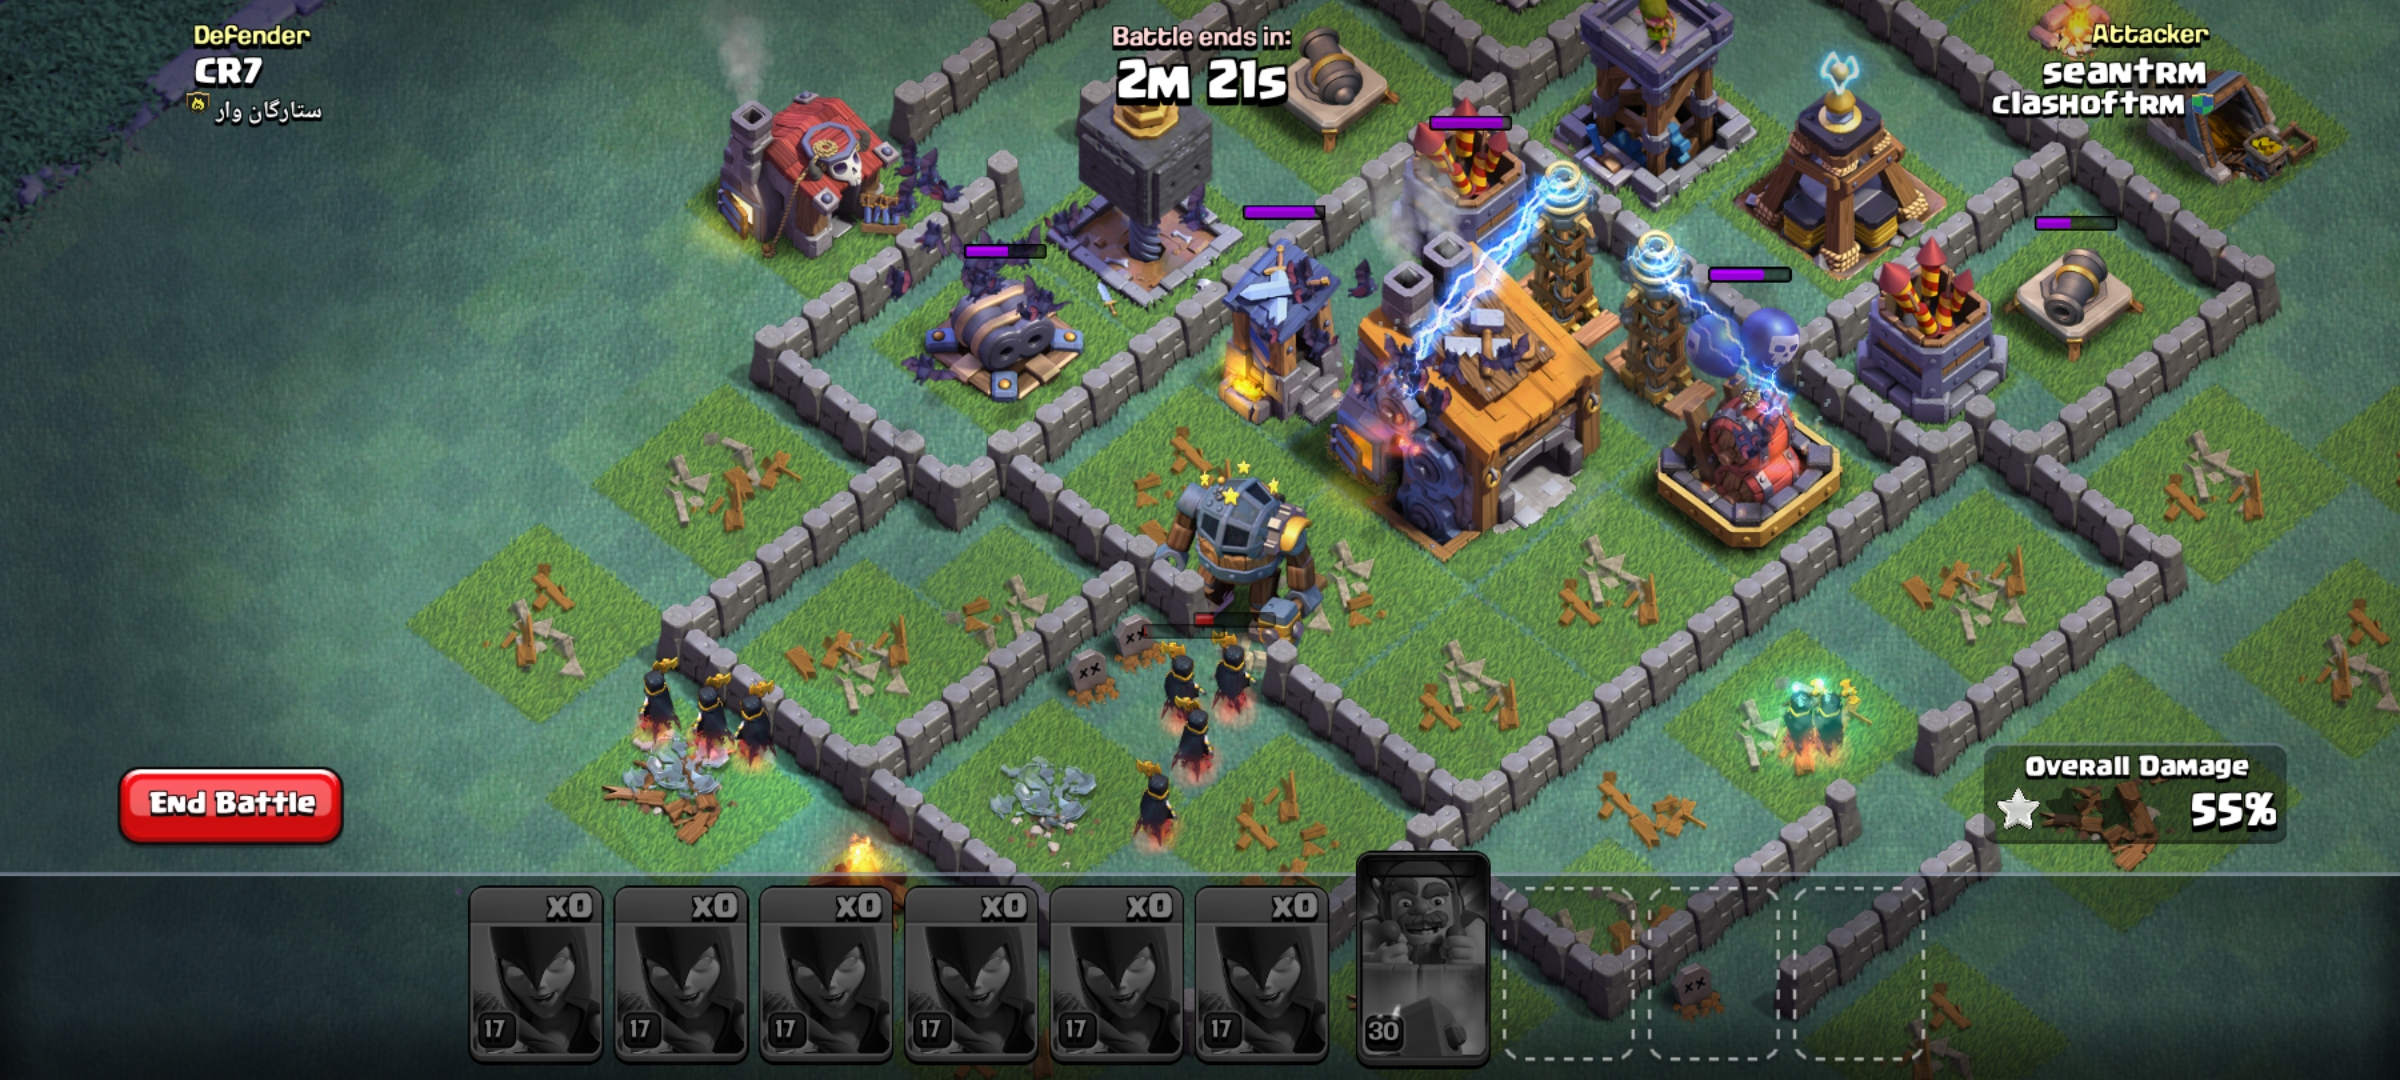 Defender
CR7
ستارگان وار
Battle ends in:
2M 21s
Attacker
seantRM
clashoftRM
End Battle
Overall Damage
55%
x0 x0 x0 x0 x0 x0
17 17 17 17 17 17 30